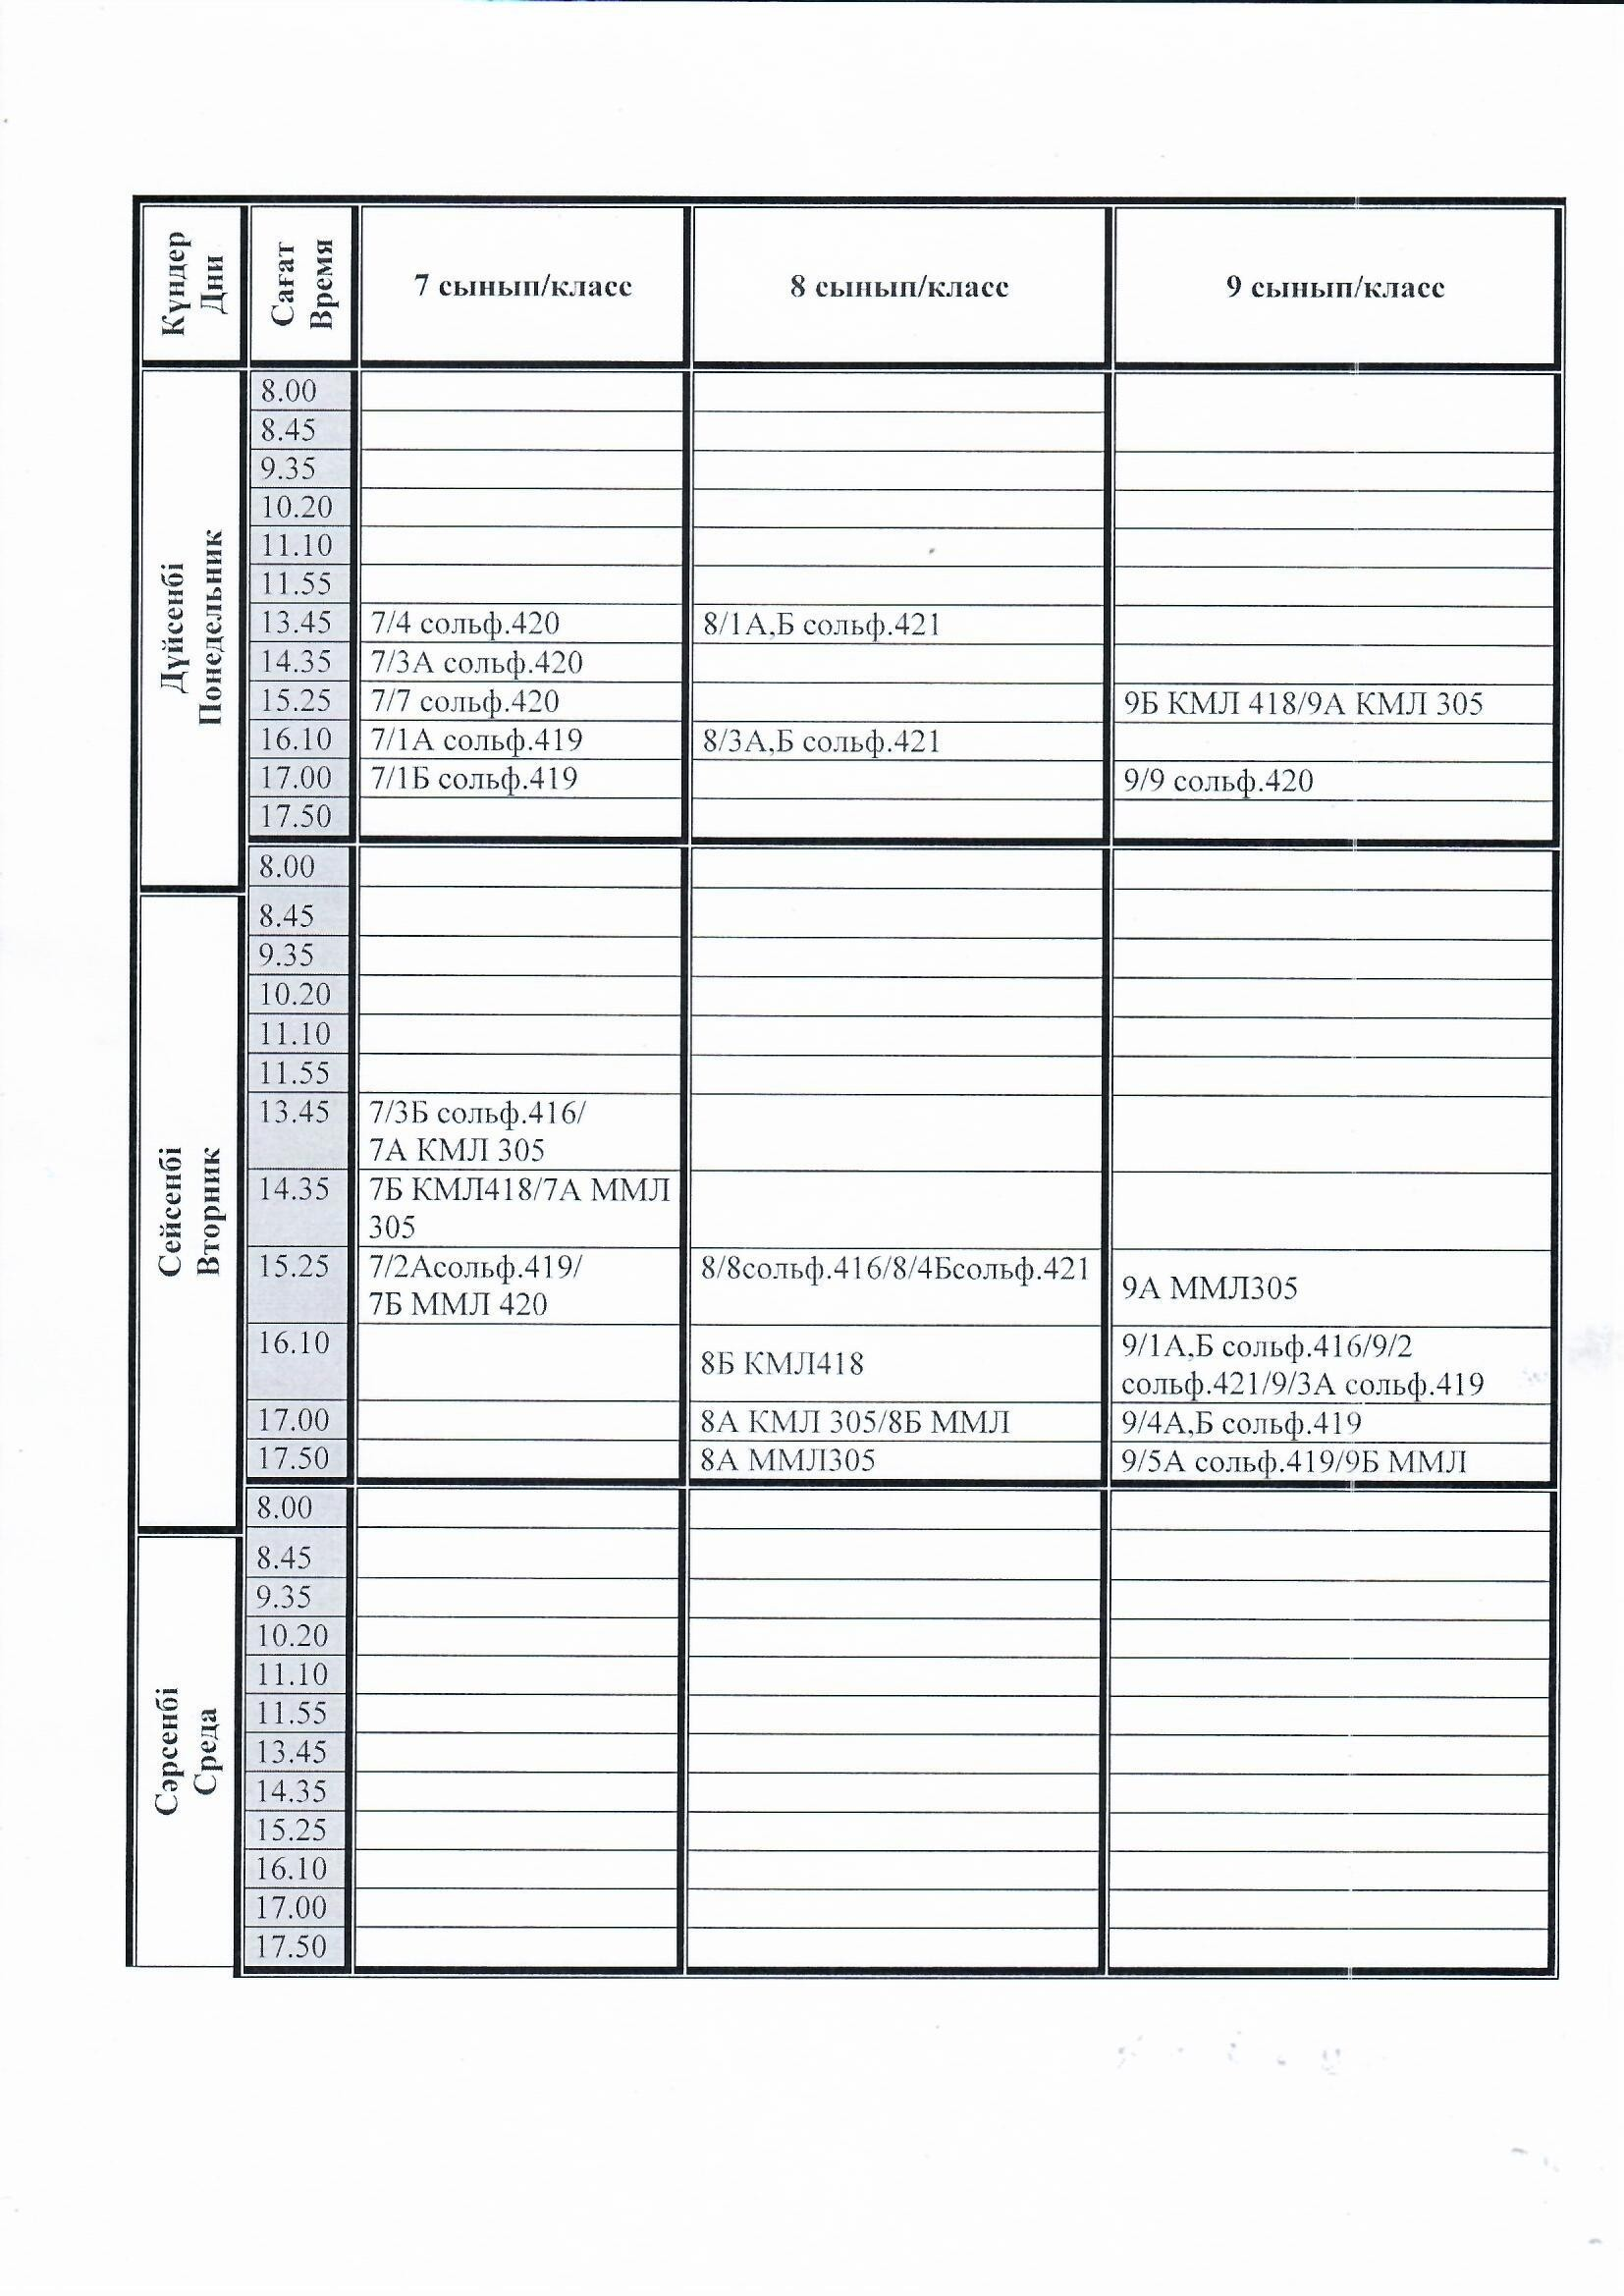 Күндер
Дни
Сағат
Время
7 сынып/класс
8 сынып/класс
9 сынып/класс
Дүйсенбі
Понедельник
8.00
8.45
9.35
10.20
11.10
11.55
13.45
7/4 сольф.420
8/1А,Б сольф.421
14.35
7/3А сольф.420
15.25
7/7 сольф.420
9Б КМЛ 418/9А КМЛ 305
16.10
7/1А сольф.419
8/3А,Б сольф.421
17.00
7/1Б сольф.419
9/9 сольф.420
17.50
Сейсенбі
Вторник
8.00
8.45
9.35
10.20
11.10
11.55
13.45
7/3Б сольф.416/
7А КМЛ 305
14.35
7Б КМЛ418/7А ММЛ
305
15.25
7/2Асольф.419/
7Б ММЛ 420
8/8сольф.416/8/4Бсольф.421
9А ММЛ305
16.10
8Б КМЛ418
9/1А,Б сольф.416/9/2
сольф.421/9/3А сольф.419
17.00
8А КМЛ 305/8Б ММЛ
9/4А,Б сольф.419
17.50
8А ММЛ305
9/5А сольф.419/9Б ММЛ
Сәрсенбі
Среда
8.00
8.45
9.35
10.20
11.10
11.55
13.45
14.35
15.25
16.10
17.00
17.50